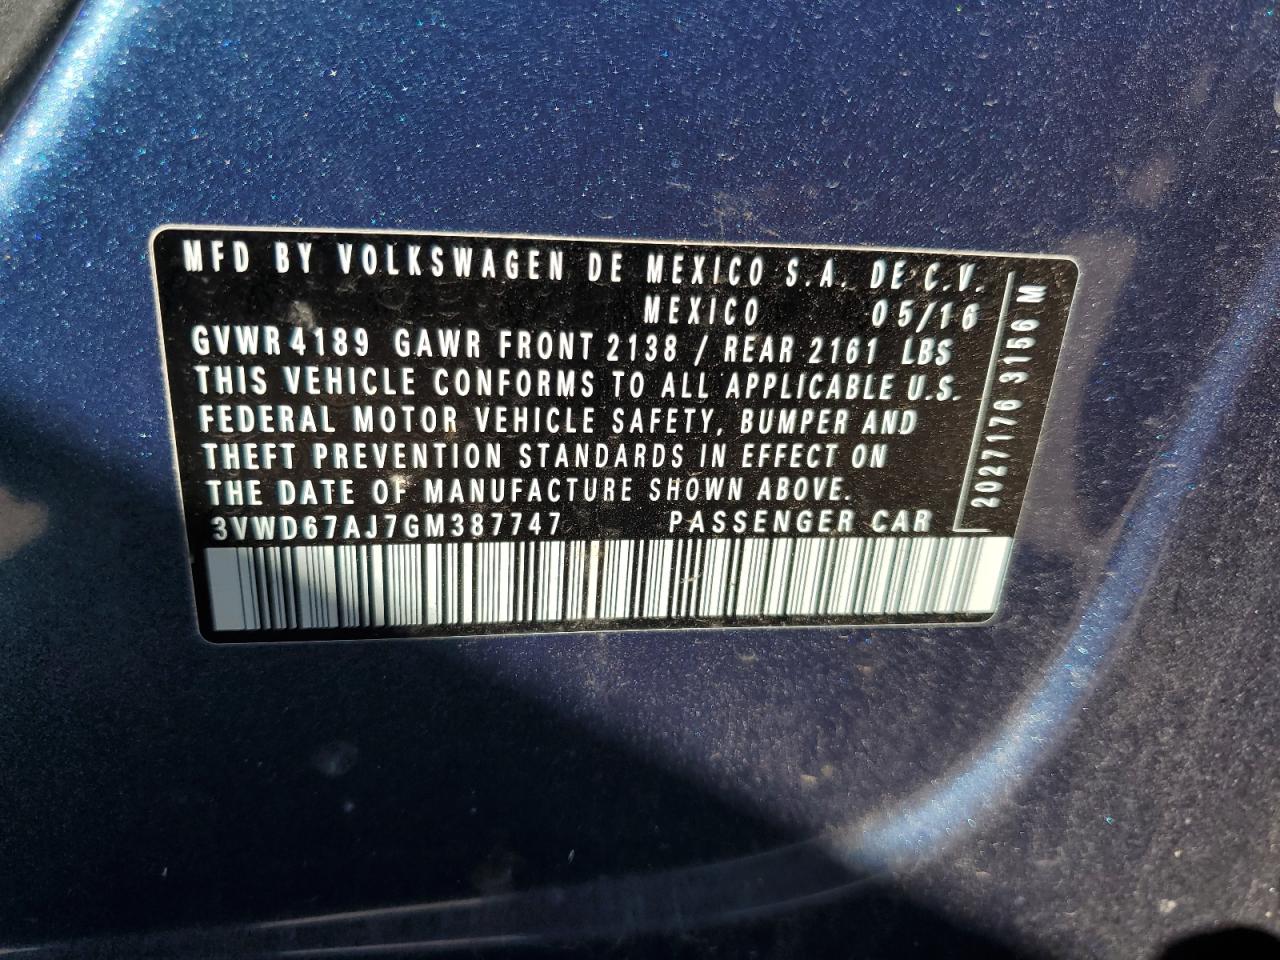 MFD BY VOLKSWAGEN DE MEXICO S.A. DE C.V.
MEXICO 05/16
GVWR 4189 GAWR FRONT 2138 / REAR 2161 LBS
THIS VEHICLE CONFORMS TO ALL APPLICABLE U.S.
FEDERAL MOTOR VEHICLE SAFETY, BUMPER AND
THEFT PREVENTION STANDARDS IN EFFECT ON
THE DATE OF MANUFACTURE SHOWN ABOVE.
3VWD67AJ7GM387747 PASSENGER CAR
2027176 3156 M